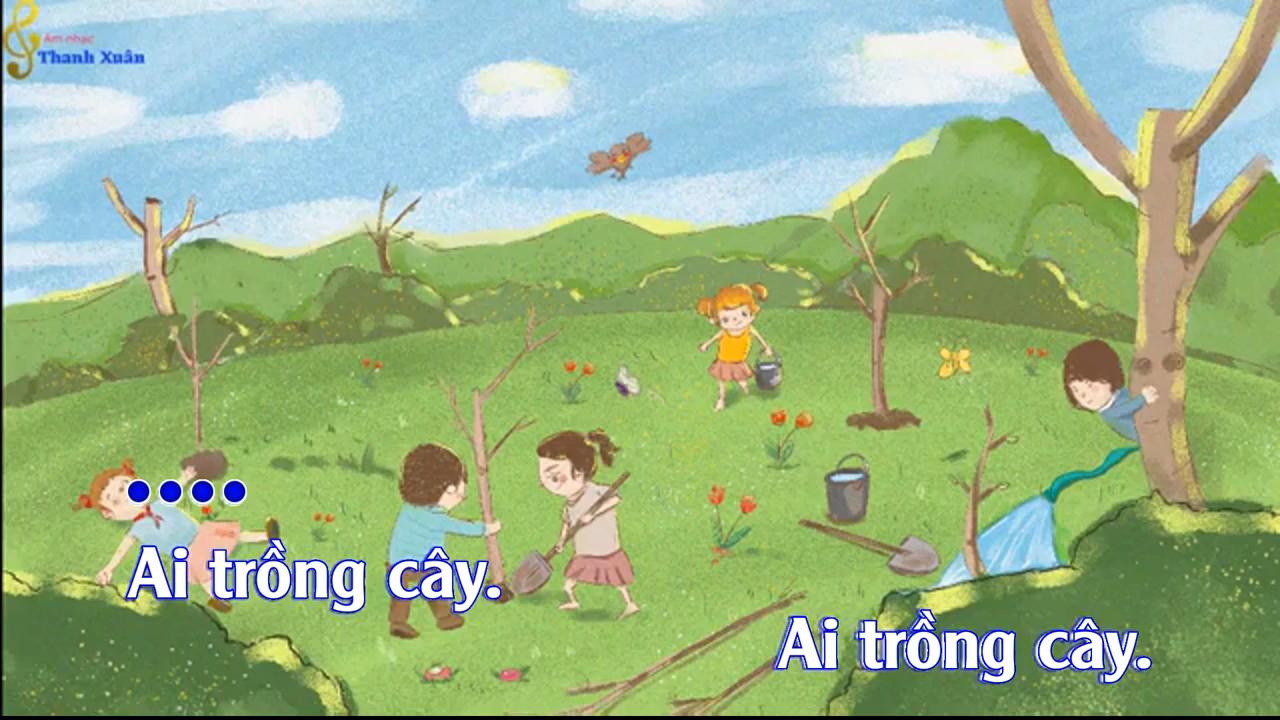 Âm nhạc
Thanh Xuân
Ai trồng cây.
Ai trồng cây.